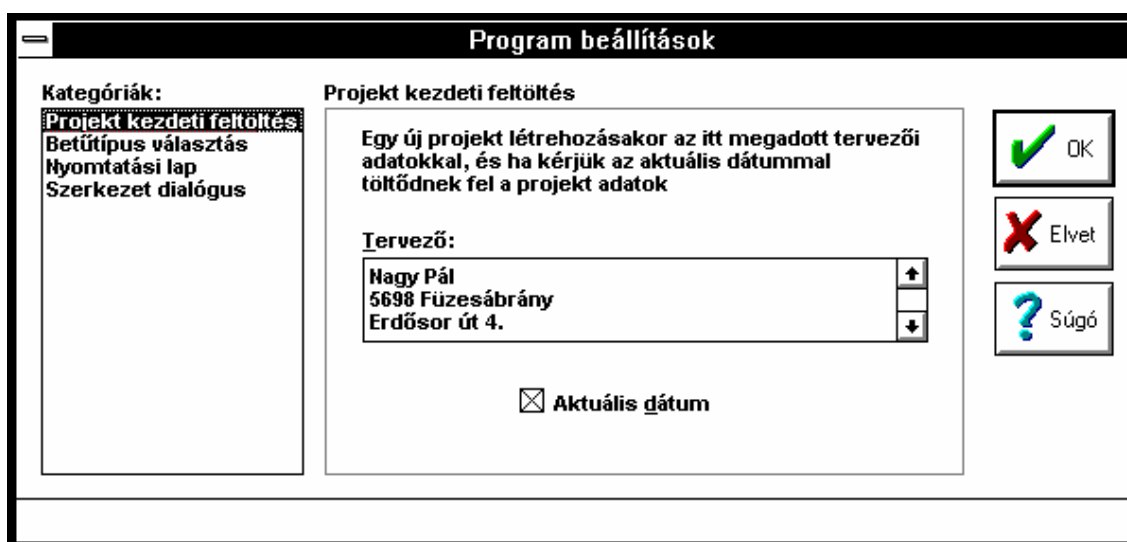 Program beállítások
Kategóriák:
Projekt kezdeti feltöltés
Betűtípus választás
Nyomtatási lap
Szerkezet dialógus
Projekt kezdeti feltöltés
Egy új projekt létrehozásakor az itt megadott tervezői
adatokkal, és ha kérjük az aktuális dátummal
töltődnek fel a projekt adatok
Tervező:
Nagy Pál
5698 Füzesábrány
Erdősor út 4.
Aktuális dátum
OK
Elvet
Súgó